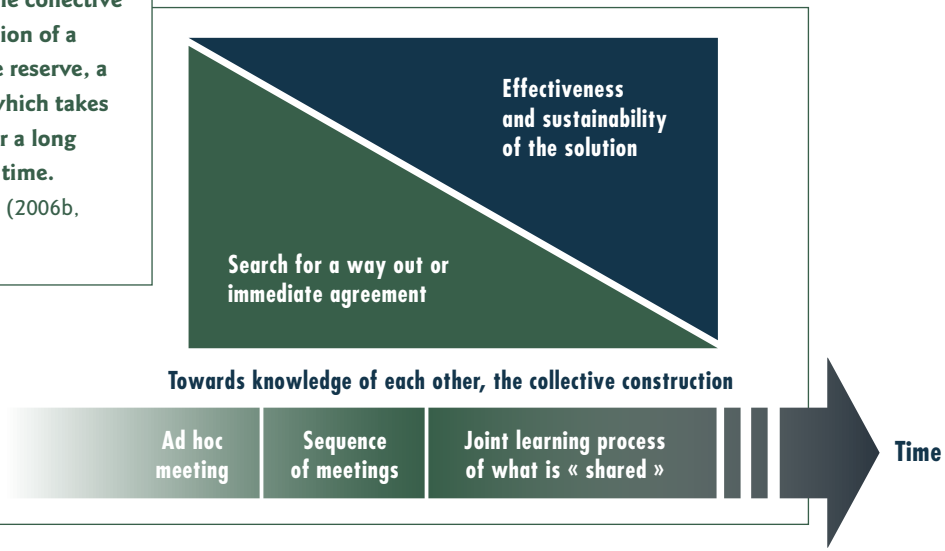 he collective
ion of a
e reserve, a
which takes
r a long
time.
(2006b,
Effectiveness
and sustainability
of the solution
Search for a way out or
immediate agreement
Towards knowledge of each other, the collective construction
Ad hoc
meeting
Sequence
of meetings
Joint learning process
of what is « shared »
Time